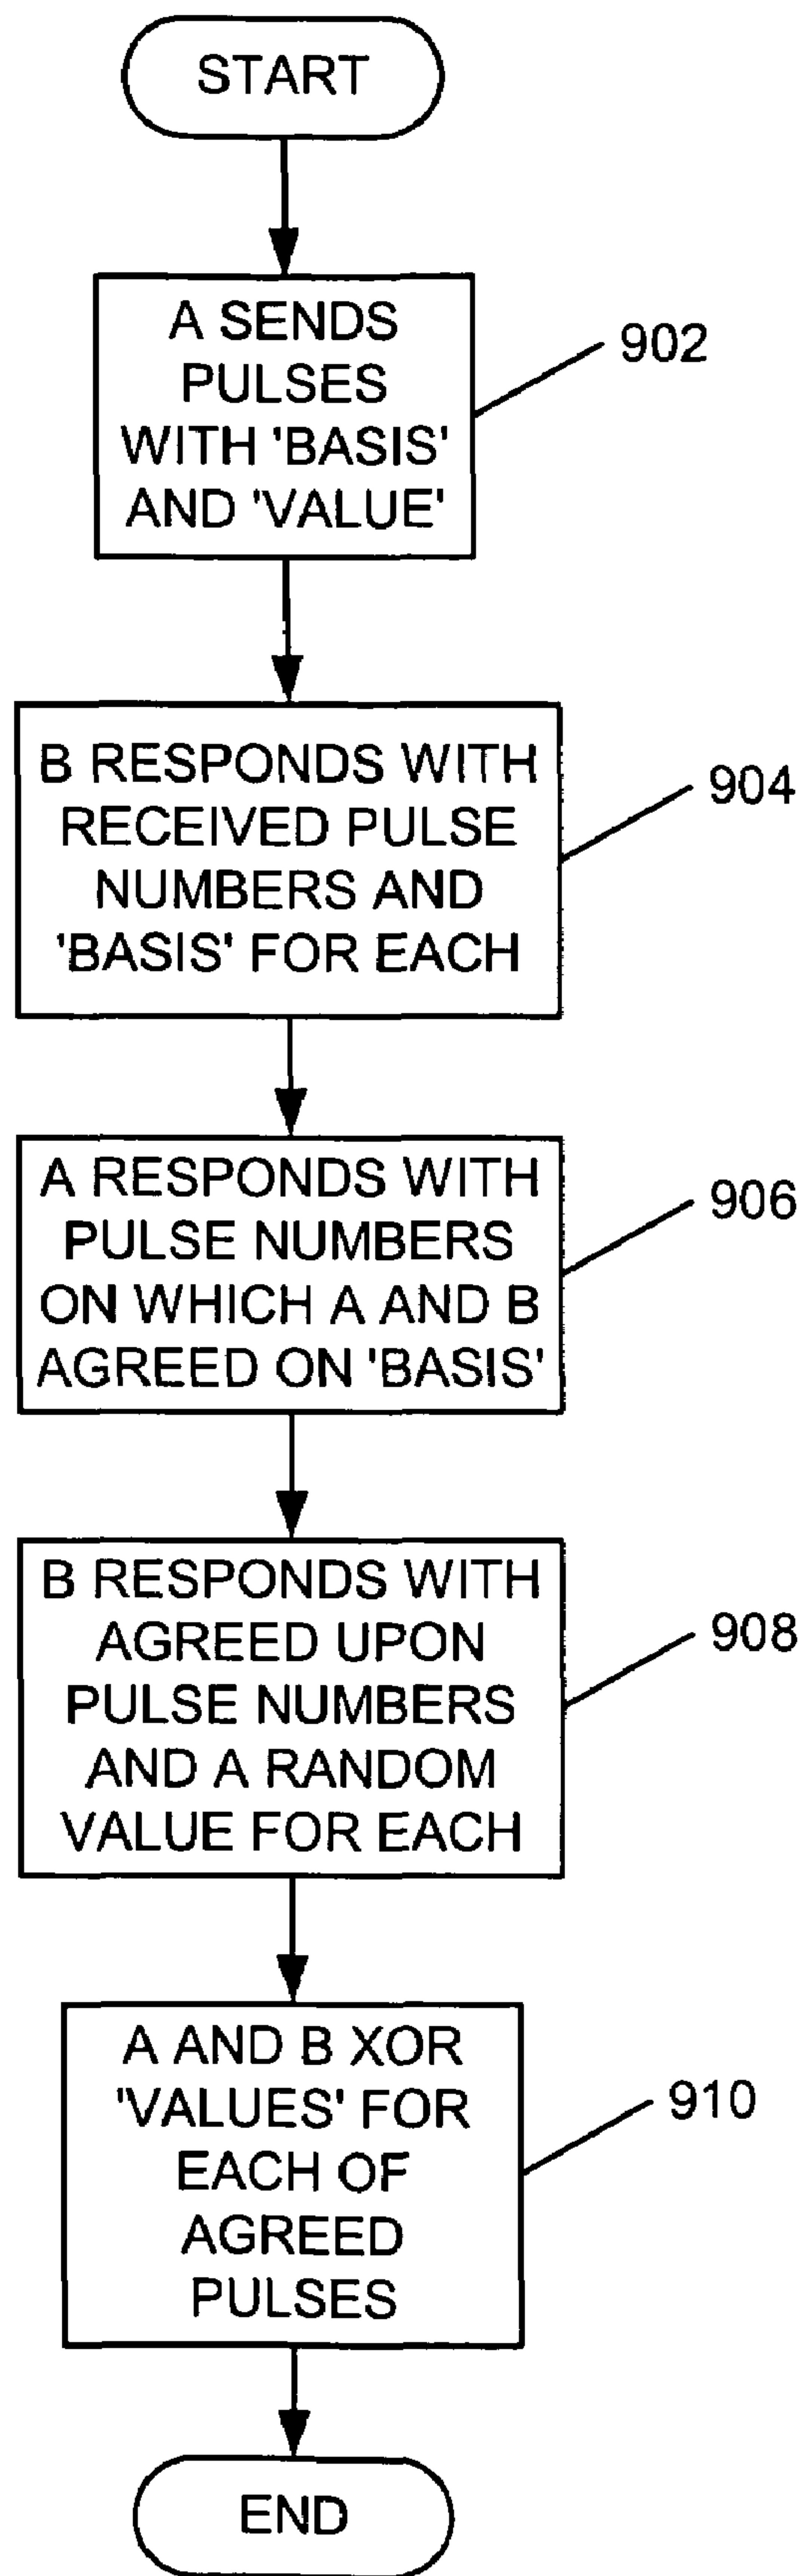 START
A SENDS
PULSES
WITH 'BASIS'
AND 'VALUE'
902
B RESPONDS WITH
RECEIVED PULSE
NUMBERS AND
'BASIS' FOR EACH
904
A RESPONDS WITH
PULSE NUMBERS
ON WHICH A AND B
AGREED ON 'BASIS'
906
B RESPONDS WITH
AGREED UPON
PULSE NUMBERS
AND A RANDOM
VALUE FOR EACH
908
A AND B XOR
'VALUES' FOR
EACH OF
AGREED
PULSES
910
END